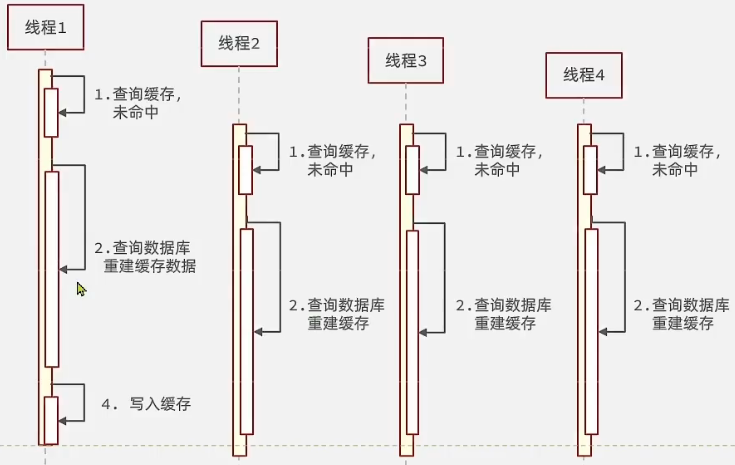 线程1
线程2
线程3
线程4
1.查询缓存,
未命中
1.查询缓存,
未命中
1.查询缓存,
未命中
1.查询缓存,
未命中
2.查询数据库
重建缓存数据
2.查询数据库
重建缓存
2.查询数据库
重建缓存
2.查询数据库
重建缓存
4. 写入缓存